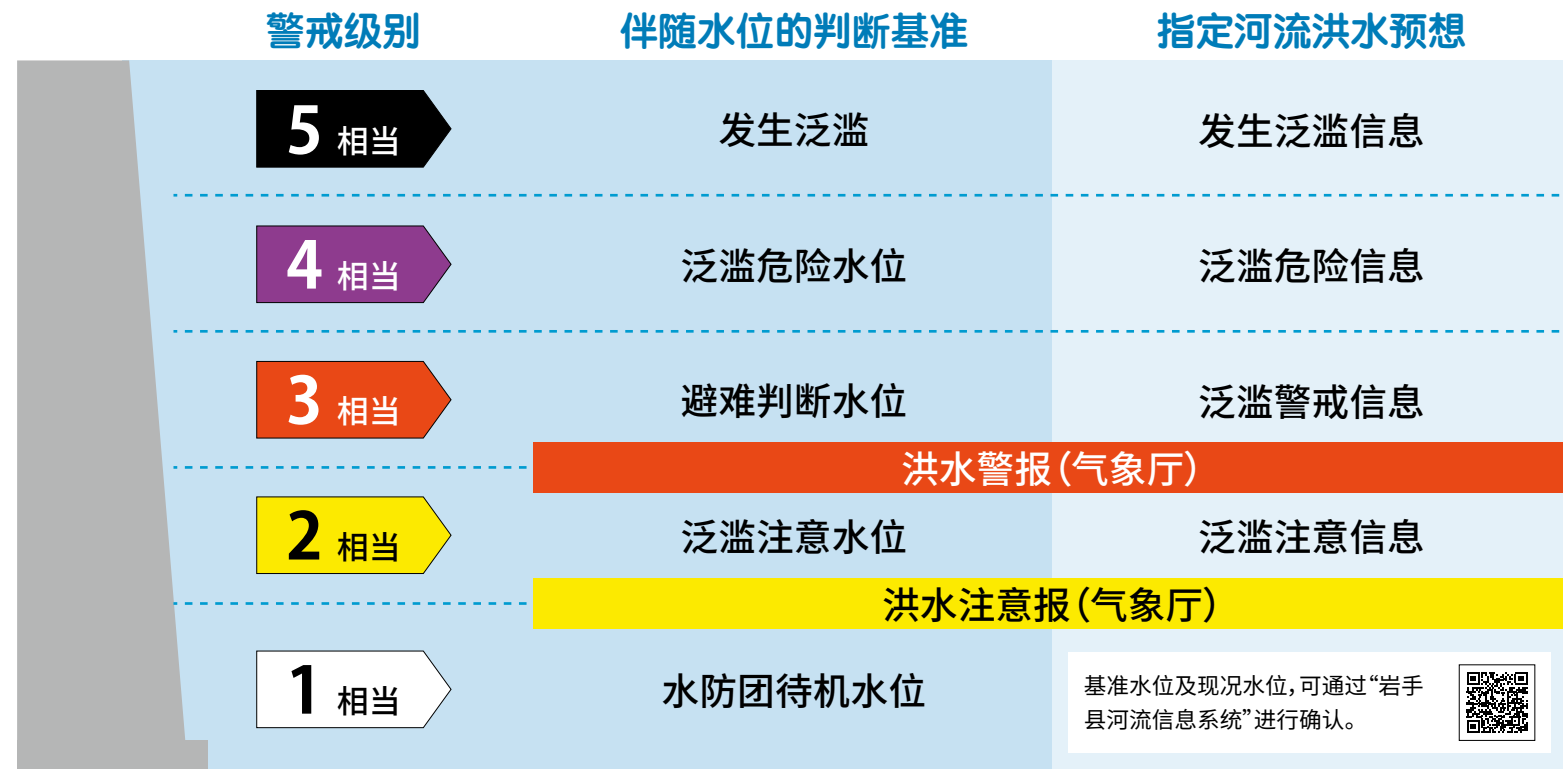 警戒级别 伴随水位的判断基准 指定河流洪水预想
5 相当 发生泛滥 发生泛滥信息
4 相当 泛滥危险水位 泛滥危险信息
3 相当 避难判断水位 泛滥警戒信息
洪水警报(气象厅)
2 相当 泛滥注意水位 泛滥注意信息
洪水注意报(气象厅)
1 相当 水防团待机水位
基准水位及现况水位,可通过“岩手
县河流信息系统”进行确认。